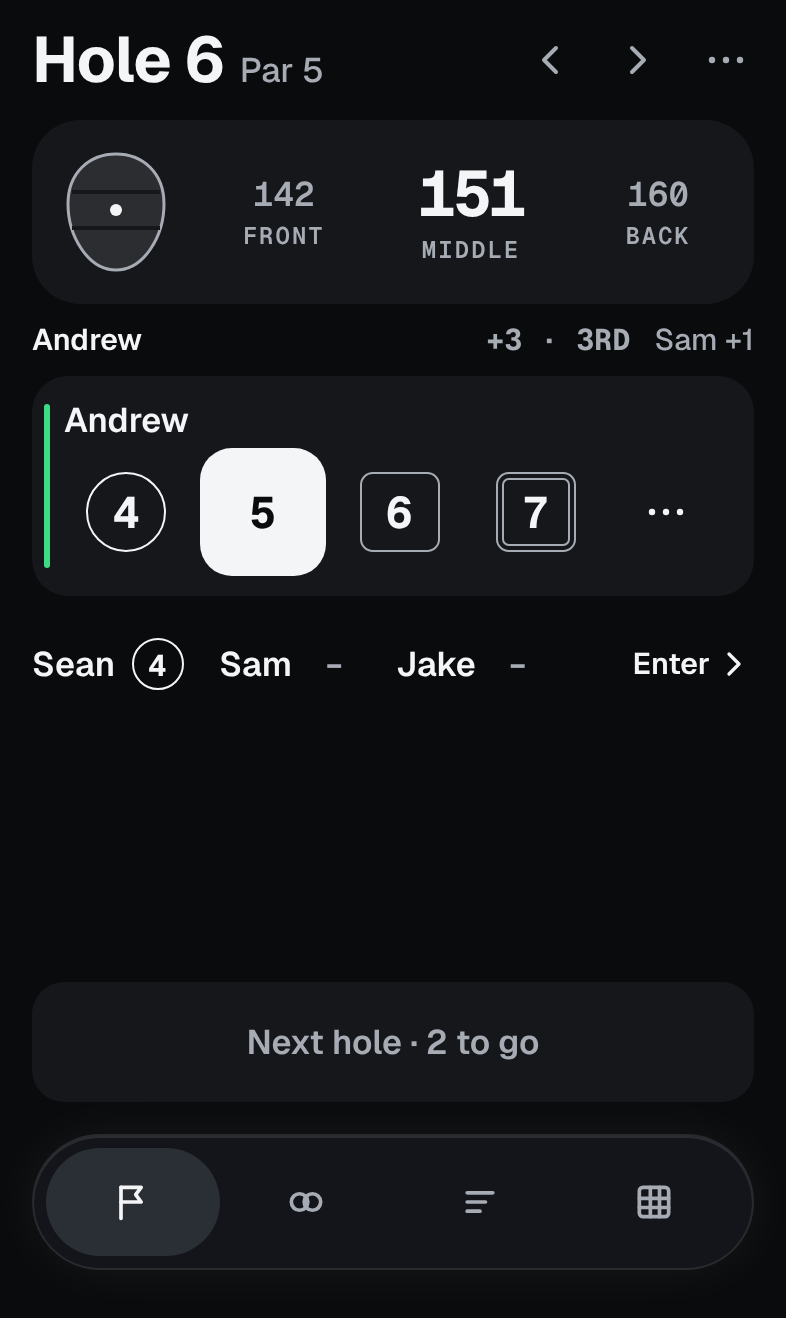 Hole 6 Par 5
142 151 160
FRONT MIDDLE BACK
Andrew +3 · 3RD Sam +1
Andrew
4 5 6 7 ...
Sean 4 Sam – Jake – Enter
Next hole · 2 to go